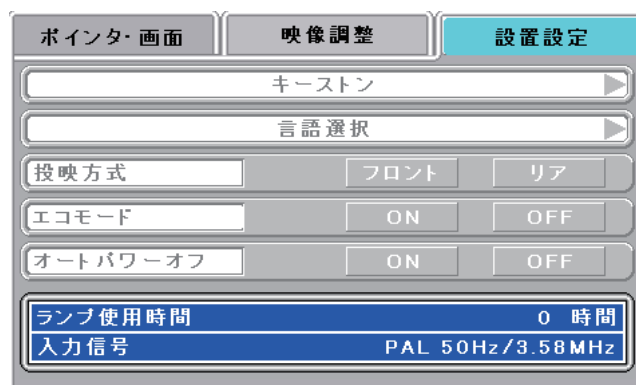 ポインタ・画面 映像調整 設置設定
キーストン
言語選択
投映方式 フロント リア
エコモード ON OFF
オートパワーオフ ON OFF
ランプ使用時間 0 時間
入力信号 PAL 50Hz/3.58MHz